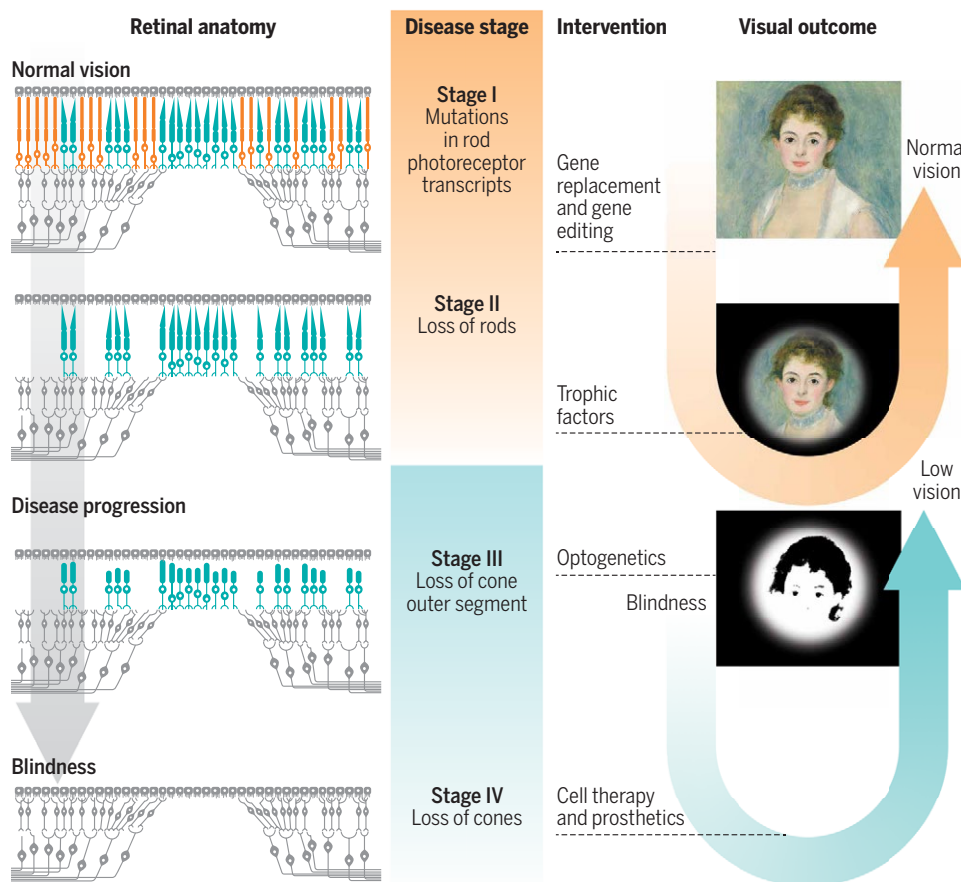 Retinal anatomy
Disease stage
Intervention
Visual outcome
Normal vision
Stage I
Mutations
in rod
photoreceptor
transcripts
Gene
replacement
and gene
editing
Normal
vision
Stage II
Loss of rods
Trophic
factors
Low
vision
Disease progression
Stage III
Loss of cone
outer segment
Optogenetics
Blindness
Blindness
Stage IV
Loss of cones
Cell therapy
and prosthetics